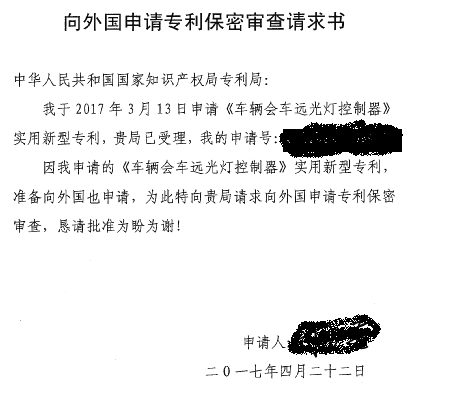 向外国申请专利保密审查请求书
中华人民共和国国家知识产权局专利局：
我于 2017 年 3 月 13 日申请《车辆会车远光灯控制器》
实用新型专利，贵局已受理，我的申请号：
因我申请的《车辆会车远光灯控制器》实用新型专利，
准备向外国也申请，为此特向贵局请求向外国申请专利保密
审查，恳请批准为盼为谢！
申请人
二0一七年四月二十二日